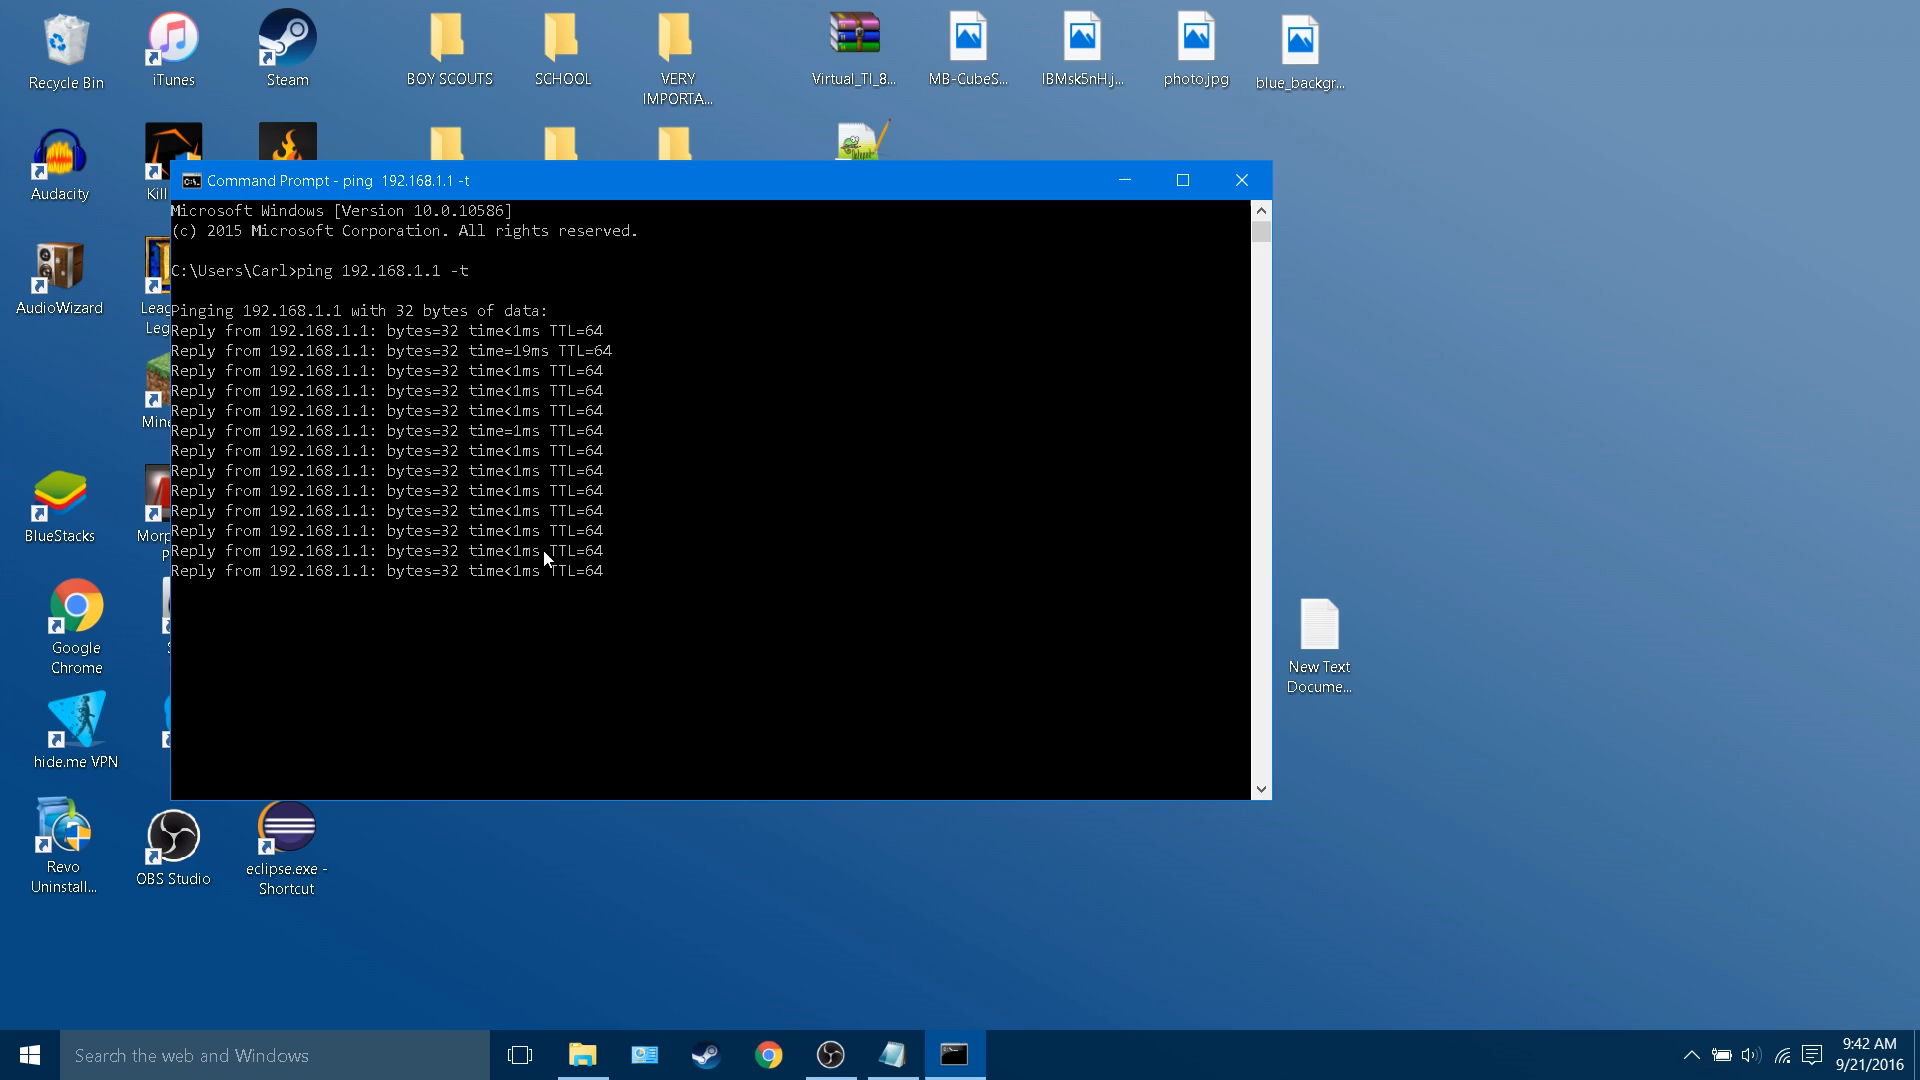 Recycle Bin
iTunes
Steam
BOY SCOUTS
SCHOOL
VERY
IMPORTA...
Virtual_TI_8...
MB-CubeS...
IBMsk5nH.j...
photo.jpg
blue_backgr...
Audacity
Kill
AudioWizard
Leag
Leg
Mine
BlueStacks
Morp
P
Google
Chrome
S
hide.me VPN
Revo
Uninstall...
OBS Studio
eclipse.exe -
Shortcut
New Text
Docume...
Command Prompt - ping  192.168.1.1 -t
Microsoft Windows [Version 10.0.10586]
(c) 2015 Microsoft Corporation. All rights reserved.
C:\Users\Carl>ping 192.168.1.1 -t
Pinging 192.168.1.1 with 32 bytes of data:
Reply from 192.168.1.1: bytes=32 time<1ms TTL=64
Reply from 192.168.1.1: bytes=32 time=19ms TTL=64
Reply from 192.168.1.1: bytes=32 time<1ms TTL=64
Reply from 192.168.1.1: bytes=32 time<1ms TTL=64
Reply from 192.168.1.1: bytes=32 time<1ms TTL=64
Reply from 192.168.1.1: bytes=32 time=1ms TTL=64
Reply from 192.168.1.1: bytes=32 time<1ms TTL=64
Reply from 192.168.1.1: bytes=32 time<1ms TTL=64
Reply from 192.168.1.1: bytes=32 time<1ms TTL=64
Reply from 192.168.1.1: bytes=32 time<1ms TTL=64
Reply from 192.168.1.1: bytes=32 time<1ms TTL=64
Reply from 192.168.1.1: bytes=32 time<1ms TTL=64
Reply from 192.168.1.1: bytes=32 time<1ms TTL=64
Search the web and Windows
9:42 AM
9/21/2016